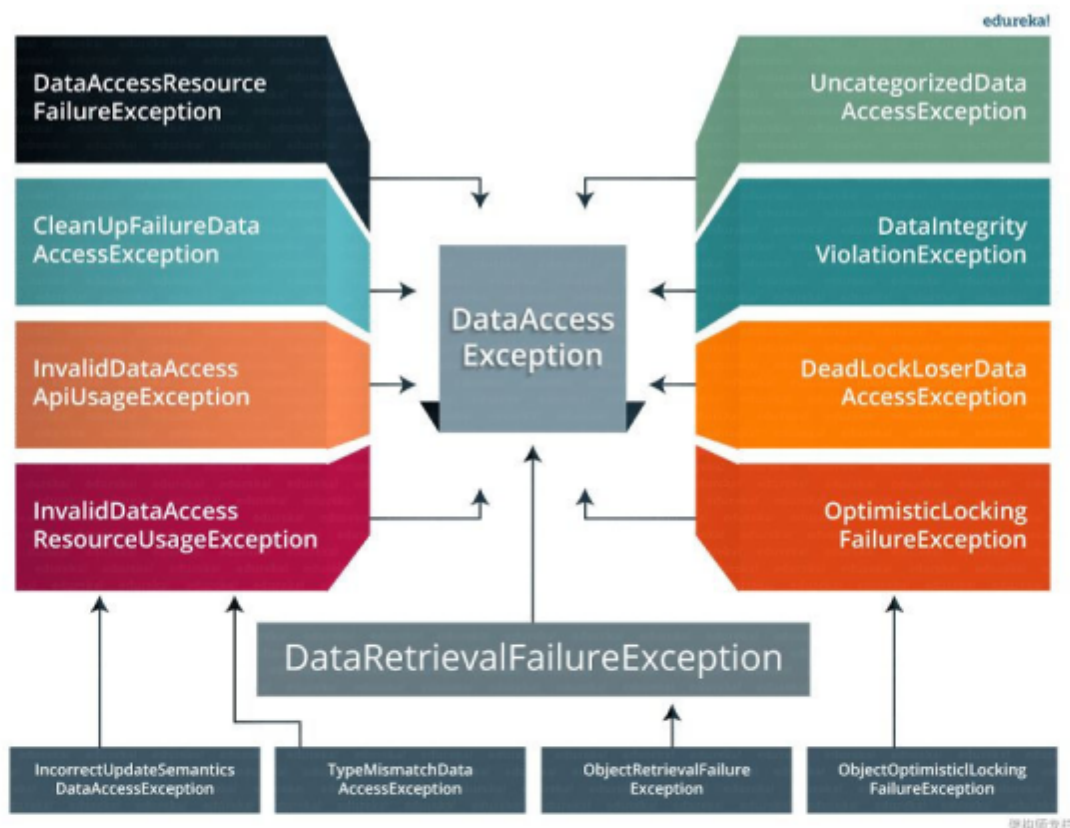 edureka!
DataAccessResource
FailureException
UncategorizedData
AccessException
CleanUpFailureData
AccessException
DataIntegrity
ViolationException
DataAccess
Exception
InvalidDataAccess
ApiUsageException
DeadLockLoserData
AccessException
InvalidDataAccess
ResourceUsageException
OptimisticLocking
FailureException
DataRetrievalFailureException
IncorrectUpdateSemantics
DataAccessException
TypeMismatchData
AccessException
ObjectRetrievalFailure
Exception
ObjectOptimisticlLocking
FailureException